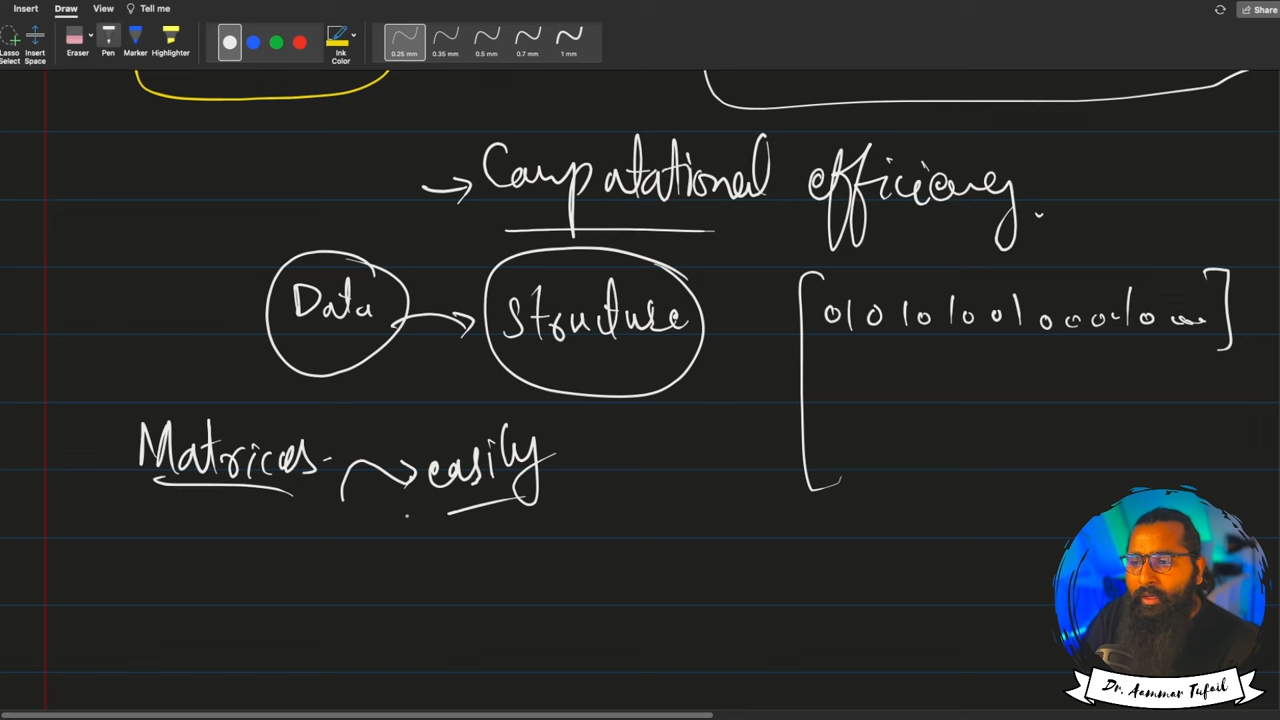 Insert Draw View Tell me Share
Lasso Select Insert Space Eraser Pen Marker Highlighter Ink Color 0.25 mm 0.35 mm 0.5 mm 0.7 mm 1 mm
→ Computational efficiency.
Data → Structure
Matrices → easily
Dr. Aammar Tufail